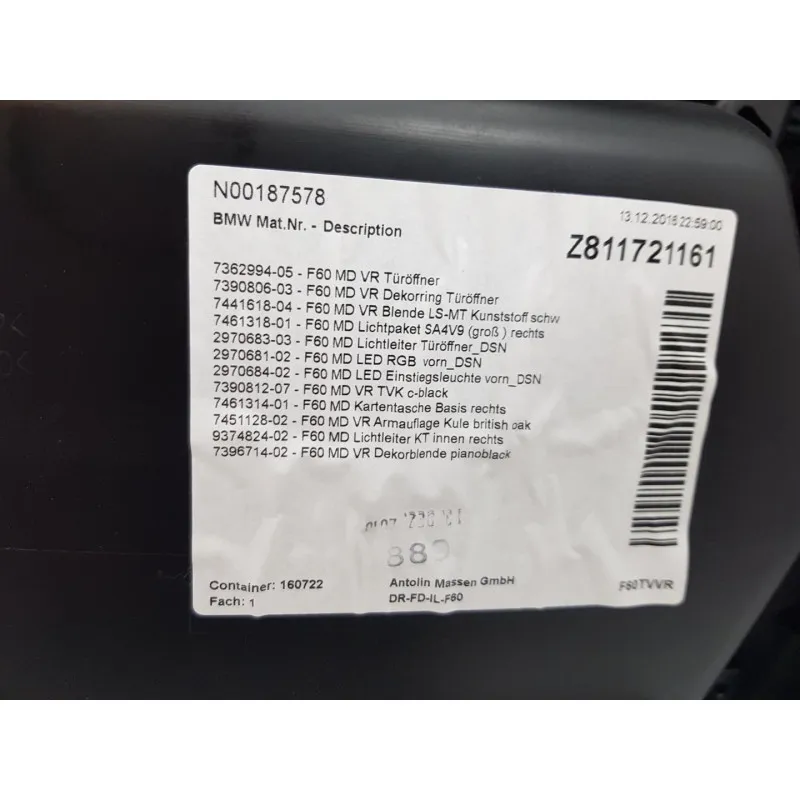 N00187578
13.12.2016 22:59:00
BMW Mat.Nr. - Description
Z811721161
7362994-05 - F60 MD VR Türöffner
7390806-03 - F60 MD VR Dekorring Türöffner
7441618-04 - F60 MD VR Blende LS-MT Kunststoff schw
7461318-01 - F60 MD Lichtpaket SA4V9 (groß ) rechts
2970683-03 - F60 MD Lichtleiter Türöffner_DSN
2970681-02 - F60 MD LED RGB vorn_DSN
2970684-02 - F60 MD LED Einstiegsleuchte vorn_DSN
7390812-07 - F60 MD VR TVK c-black
7461314-01 - F60 MD Kartentasche Basis rechts
7451128-02 - F60 MD VR Armauflage Kule british oak
9374824-02 - F60 MD Lichtleiter KT innen rechts
7396714-02 - F60 MD VR Dekorblende pianoblack
Container: 160722
Fach: 1
Antolin Massen GmbH
DR-FD-IL-F60
F60TVVR